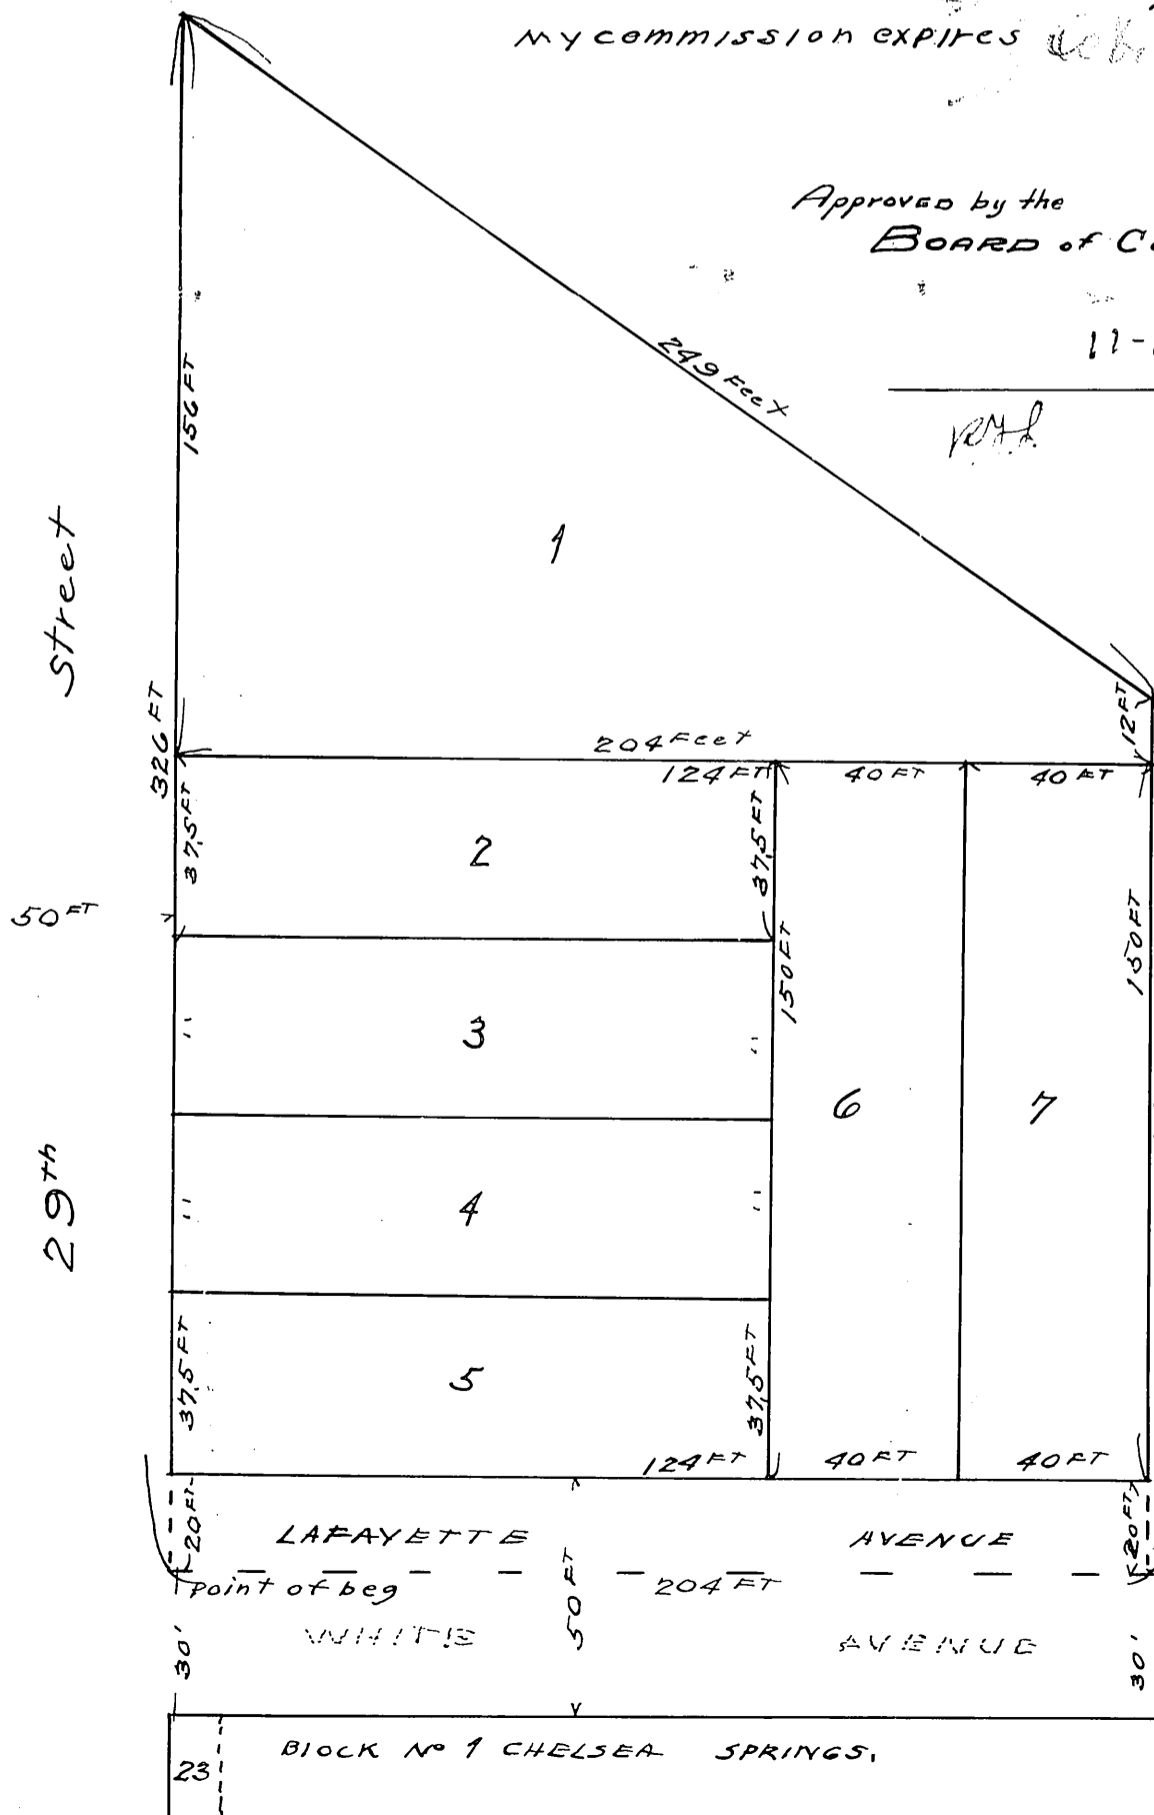 My commission expires
Approved by the
BOARD of
11-
156 FT
249 Feet
1
Street
326 FT
12 FT
204 Feet
124 FT 40 FT 40 FT
37.5 FT 2 37.5 FT
50 FT
150 FT 150 FT
" 3 "
6 7
29th
" 4 "
37.5 FT 5 37.5 FT
124 FT 40 FT 40 FT
20 FT LAFAYETTE AVENUE 20 FT
Point of beg 50 FT 204 FT
WHITE AVENUE
30' 30'
BLOCK No 1 CHELSEA SPRINGS.
23